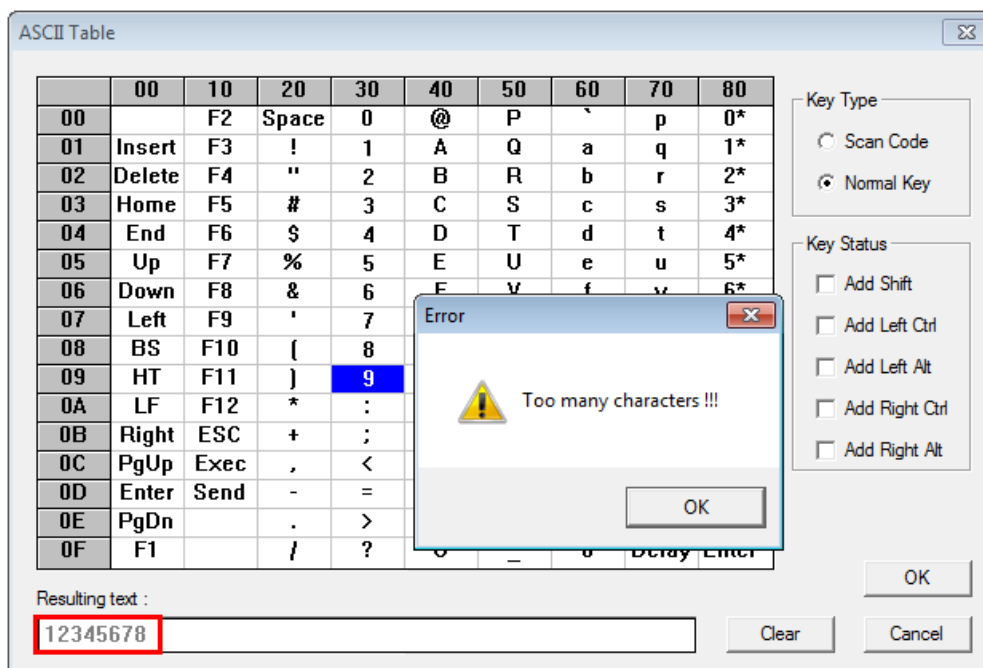 ASCII Table
00 10 20 30 40 50 60 70 80
00 F2 Space 0 @ P ` p 0*
01 Insert F3 ! 1 A Q a q 1*
02 Delete F4 " 2 B R b r 2*
03 Home F5 # 3 C S c s 3*
04 End F6 $ 4 D T d t 4*
05 Up F7 % 5 E U e u 5*
06 Down F8 & 6 F V f v 6*
07 Left F9 ' 7
08 BS F10 ( 8
09 HT F11 ) 9
0A LF F12 * :
0B Right ESC + ;
0C PgUp Exec , <
0D Enter Send - =
0E PgDn . >
0F F1 / ? _ Delay Enter
Key Type
Scan Code
Normal Key
Key Status
Add Shift
Add Left Ctrl
Add Left Alt
Add Right Ctrl
Add Right Alt
Error
Too many characters !!!
OK
OK
Resulting text :
12345678
Clear
Cancel